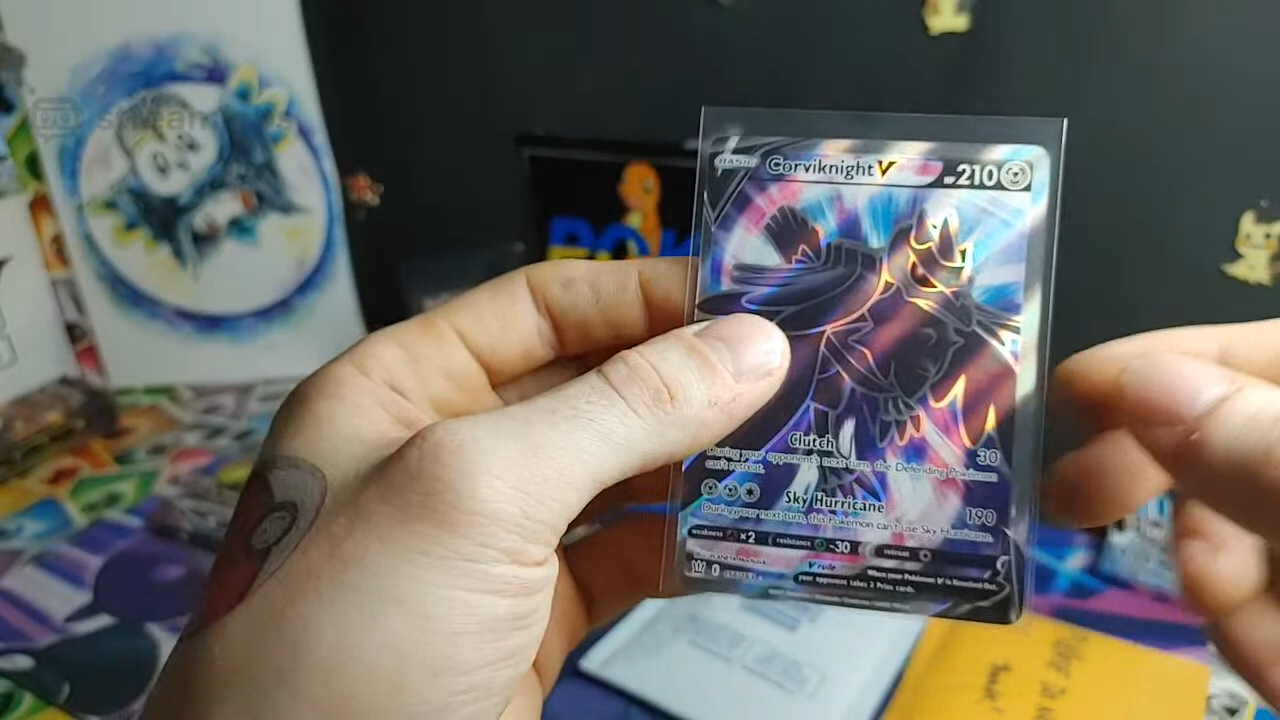 BASIC
Corviknight V
HP 210
Clutch 30
During your opponent's next turn, the Defending Pokémon
can't retreat.
Sky Hurricane 190
During your next turn, this Pokémon can't use Sky Hurricane.
weakness ×2 resistance -30 retreat
V rule
When your Pokémon V is Knocked Out,
your opponent takes 2 Prize cards.
POK